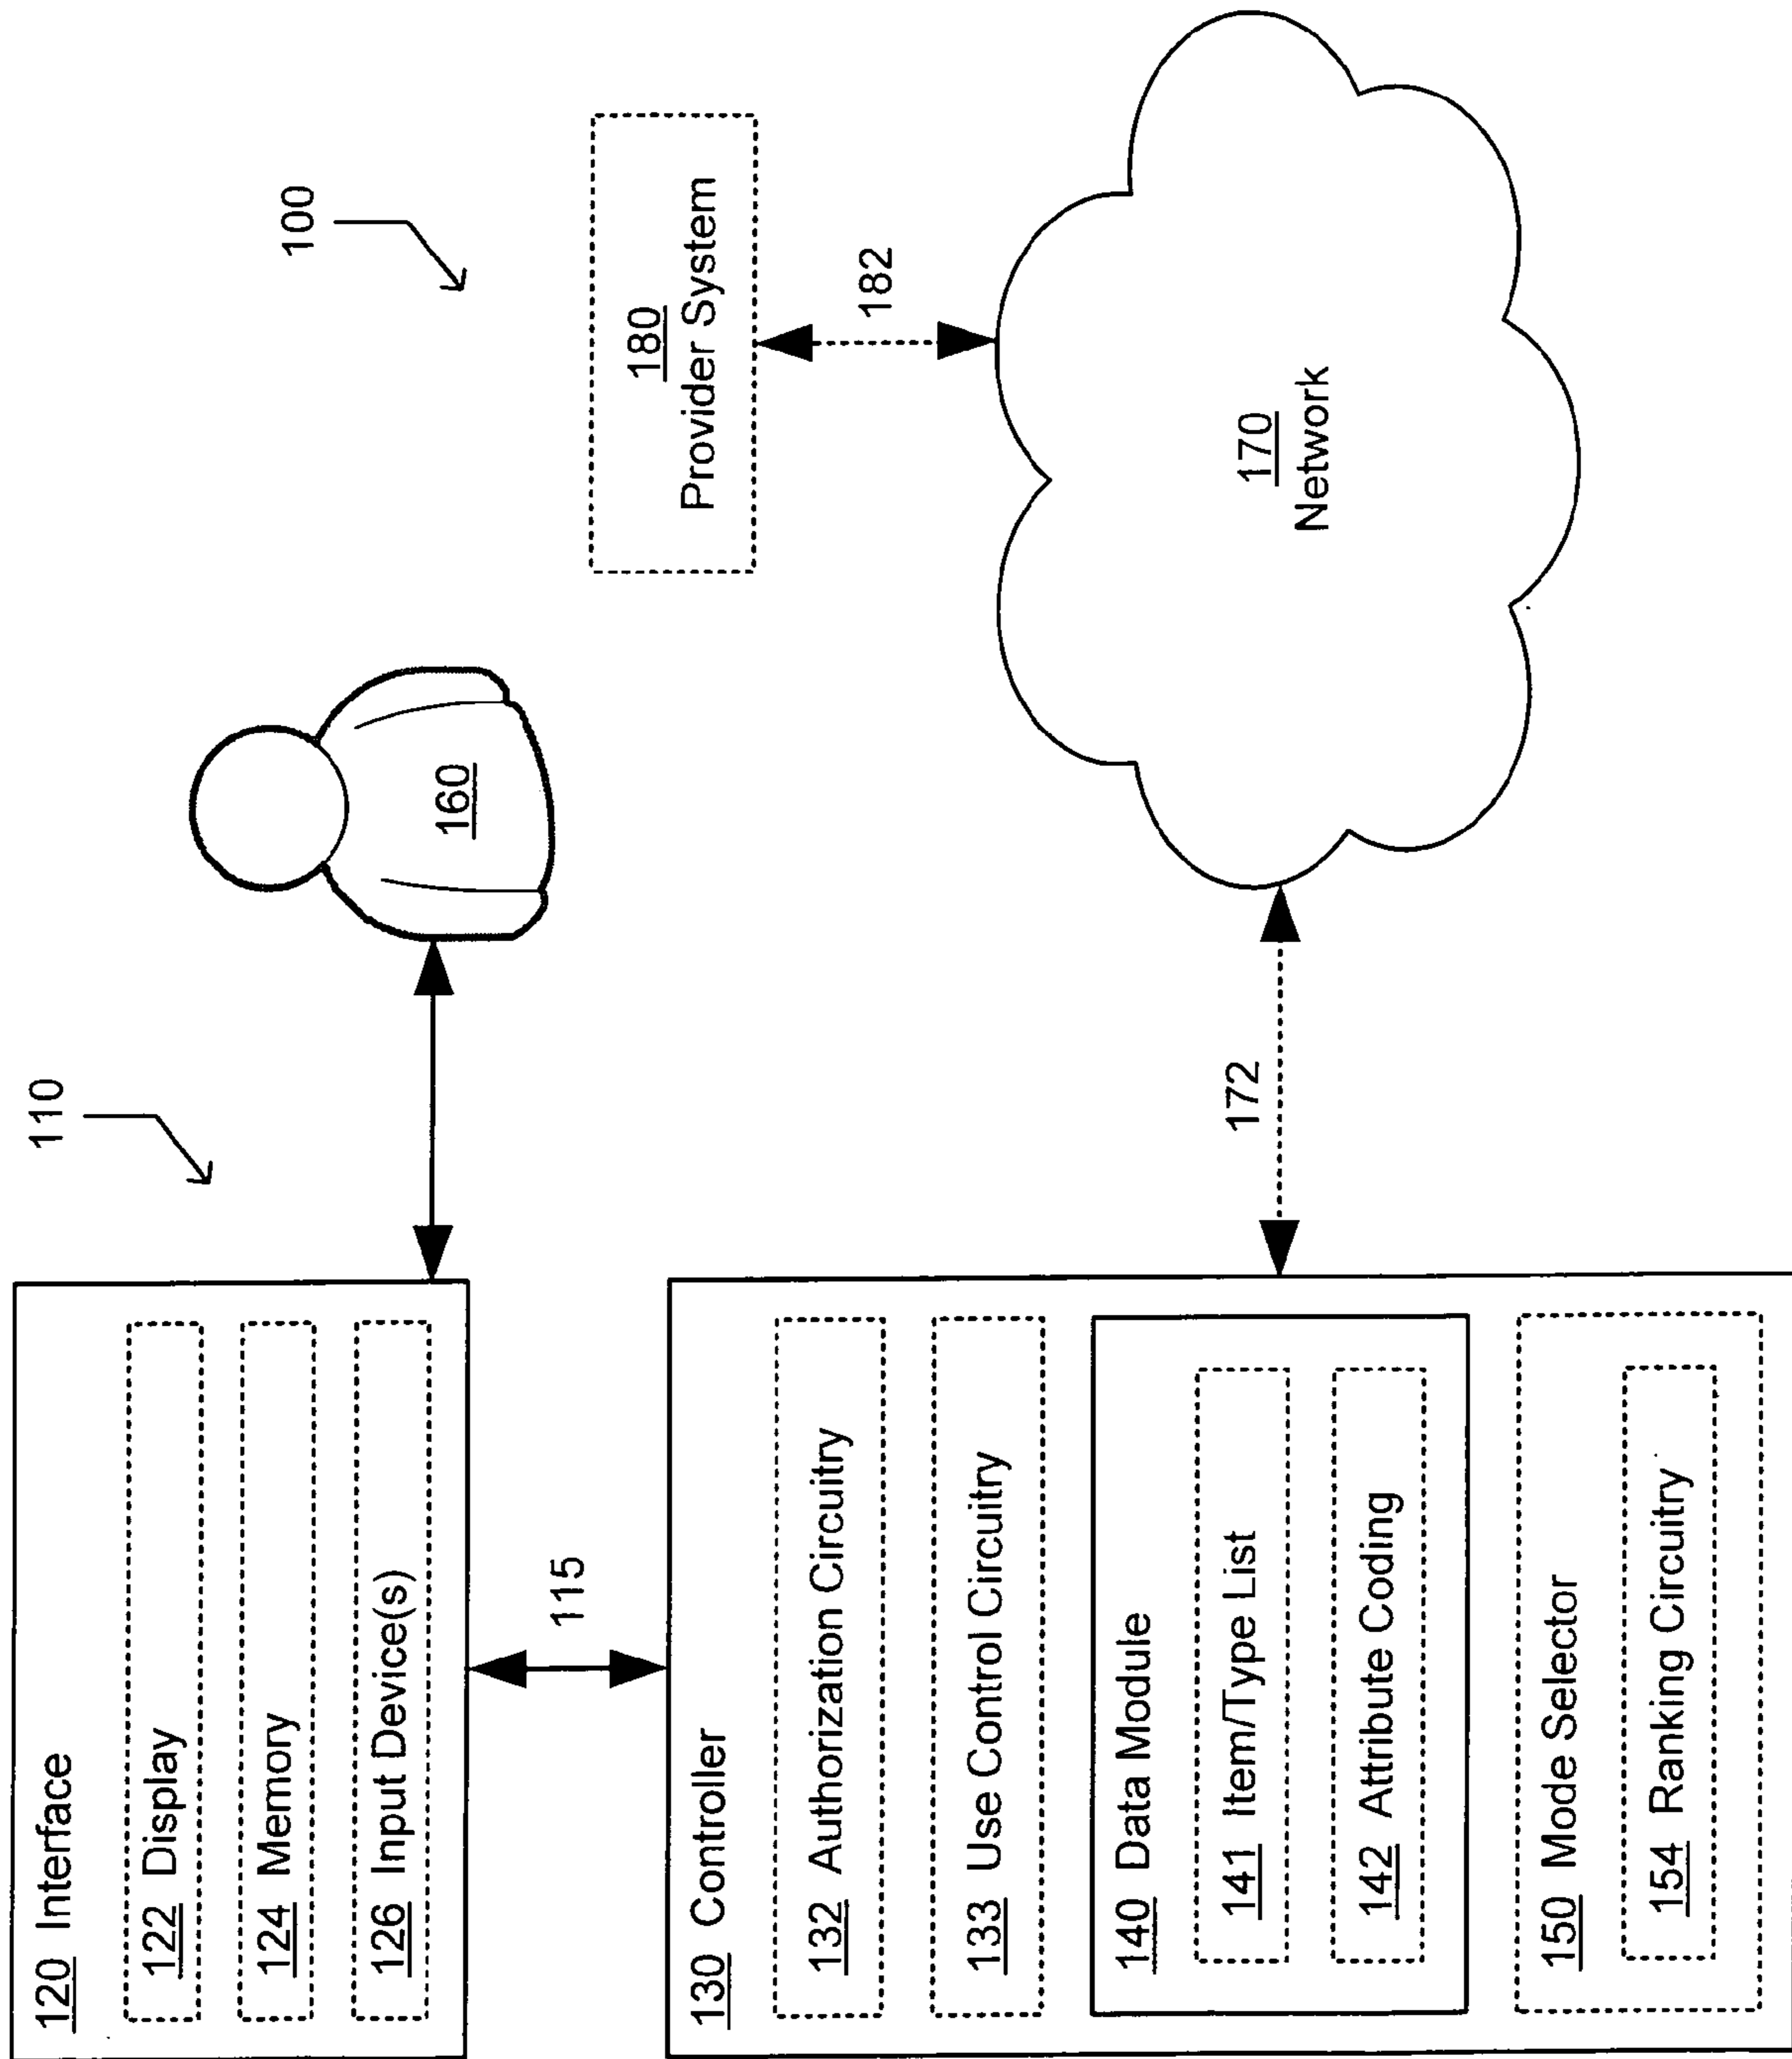 100
110
120 Interface
122 Display
124 Memory
126 Input Device(s)
160
180
Provider System
182
115
130 Controller
132 Authorization Circuitry
133 Use Control Circuitry
140 Data Module
141 Item/Type List
142 Attribute Coding
150 Mode Selector
154 Ranking Circuitry
172
170
Network